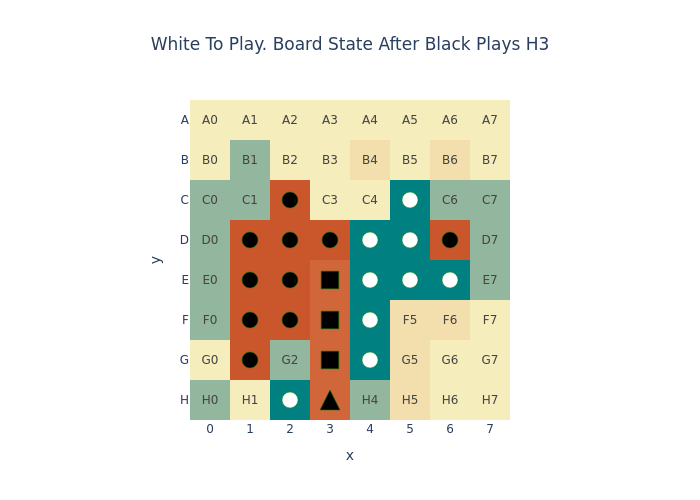 White To Play. Board State After Black Plays H3
A A0 A1 A2 A3 A4 A5 A6 A7
B B0 B1 B2 B3 B4 B5 B6 B7
C C0 C1 C3 C4 C6 C7
D D0 D7
E E0 E7
F F0 F5 F6 F7
G G0 G2 G5 G6 G7
H H0 H1 H4 H5 H6 H7
0 1 2 3 4 5 6 7
x
y